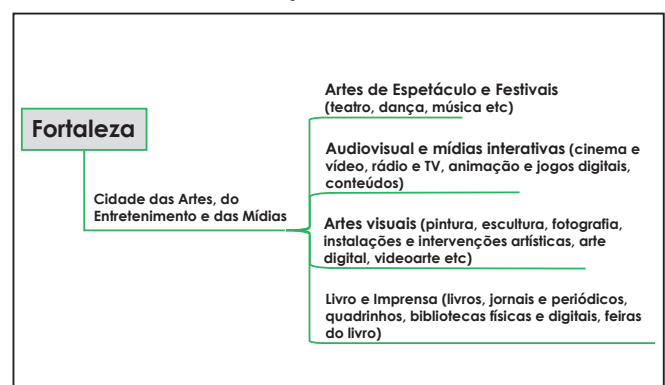 Fortaleza
Cidade das Artes, do
Entretenimento e das Mídias
Artes de Espetáculo e Festivais
(teatro, dança, música etc)
Audiovisual e mídias interativas (cinema e
vídeo, rádio e TV, animação e jogos digitais,
conteúdos)
Artes visuais (pintura, escultura, fotografia,
instalações e intervenções artísticas, arte
digital, videoarte etc)
Livro e Imprensa (livros, jornais e periódicos,
quadrinhos, bibliotecas físicas e digitais, feiras
do livro)